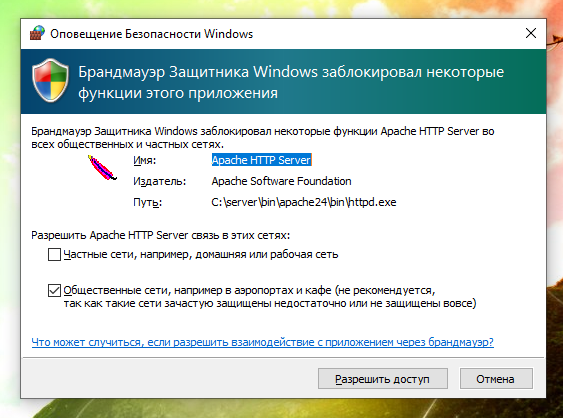 Оповещение Безопасности Windows
Брандмауэр Защитника Windows заблокировал некоторые
функции этого приложения
Брандмауэр Защитника Windows заблокировал некоторые функции Apache HTTP Server во
всех общественных и частных сетях.
Имя: Apache HTTP Server
Издатель: Apache Software Foundation
Путь: C:\server\bin\apache24\bin\httpd.exe
Разрешить Apache HTTP Server связь в этих сетях:
Частные сети, например, домашняя или рабочая сеть
Общественные сети, например в аэропортах и кафе (не рекомендуется,
так как такие сети зачастую защищены недостаточно или не защищены вовсе)
Что может случиться, если разрешить взаимодействие с приложением через брандмауэр?
Разрешить доступ Отмена